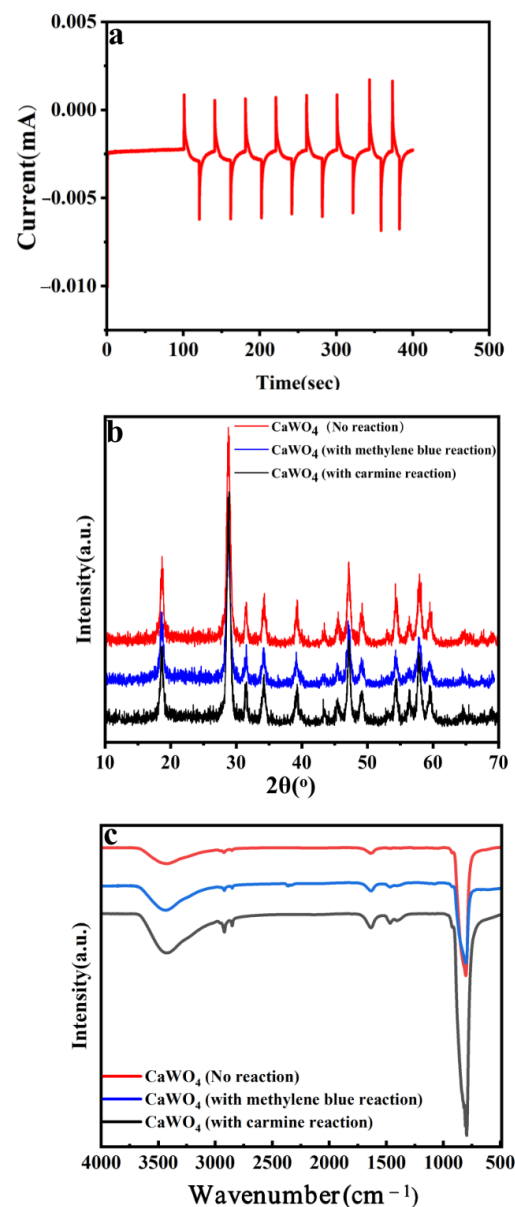 a
0.005
0.000
−0.005
−0.010
Current(mA)
0 100 200 300 400 500
Time(sec)
b
CaWO4 (No reaction)
CaWO4 (with methylene blue reaction)
CaWO4 (with carmine reaction)
Intensity(a.u.)
10 20 30 40 50 60 70
2θ(o)
c
Intensity(a.u.)
CaWO4 (No reaction)
CaWO4 (with methylene blue reaction)
CaWO4 (with carmine reaction)
4000 3500 3000 2500 2000 1500 1000 500
Wavenumber(cm−1)